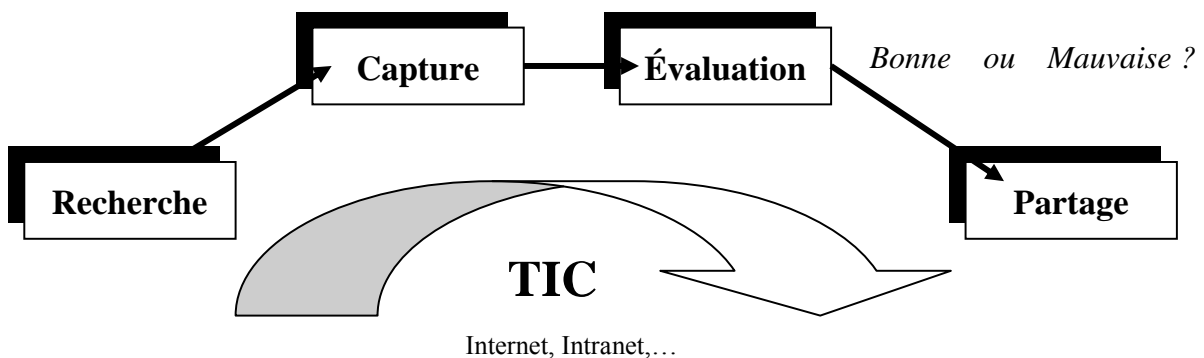 Recherche
Capture
Évaluation
Bonne ou Mauvaise ?
Partage
TIC
Internet, Intranet,…